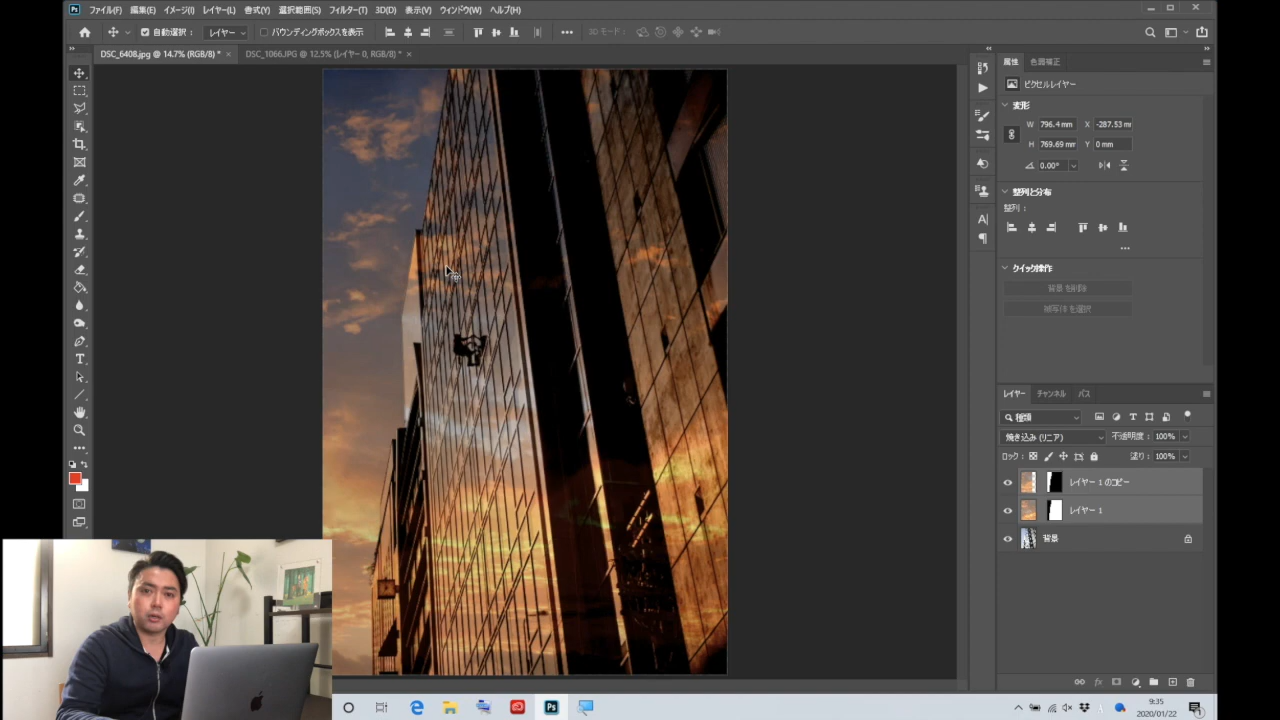 Ps ファイル(F) 編集(E) イメージ(I) レイヤー(L) 書式(Y) 選択範囲(S) フィルター(T) 3D(D) 表示(V) ウィンドウ(W) ヘルプ(H)
自動選択： レイヤー バウンディングボックスを表示 3D モード：
DSC_6408.jpg @ 14.7% (RGB/8) * × DSC_1066.JPG @ 12.5% (レイヤー 0, RGB/8) * ×
属性 色調補正
ピクセルレイヤー
変形
W 796.4 mm X -287.53 m
H 769.69 mm Y 0 mm
0.00°
整列と分布
整列：
クイック操作
背景を削除
被写体を選択
レイヤー チャンネル パス
種類
焼き込み (リニア) 不透明度： 100%
ロック： 塗り： 100%
レイヤー 1 のコピー
レイヤー 1
背景
Ps
9:35
2020/01/22